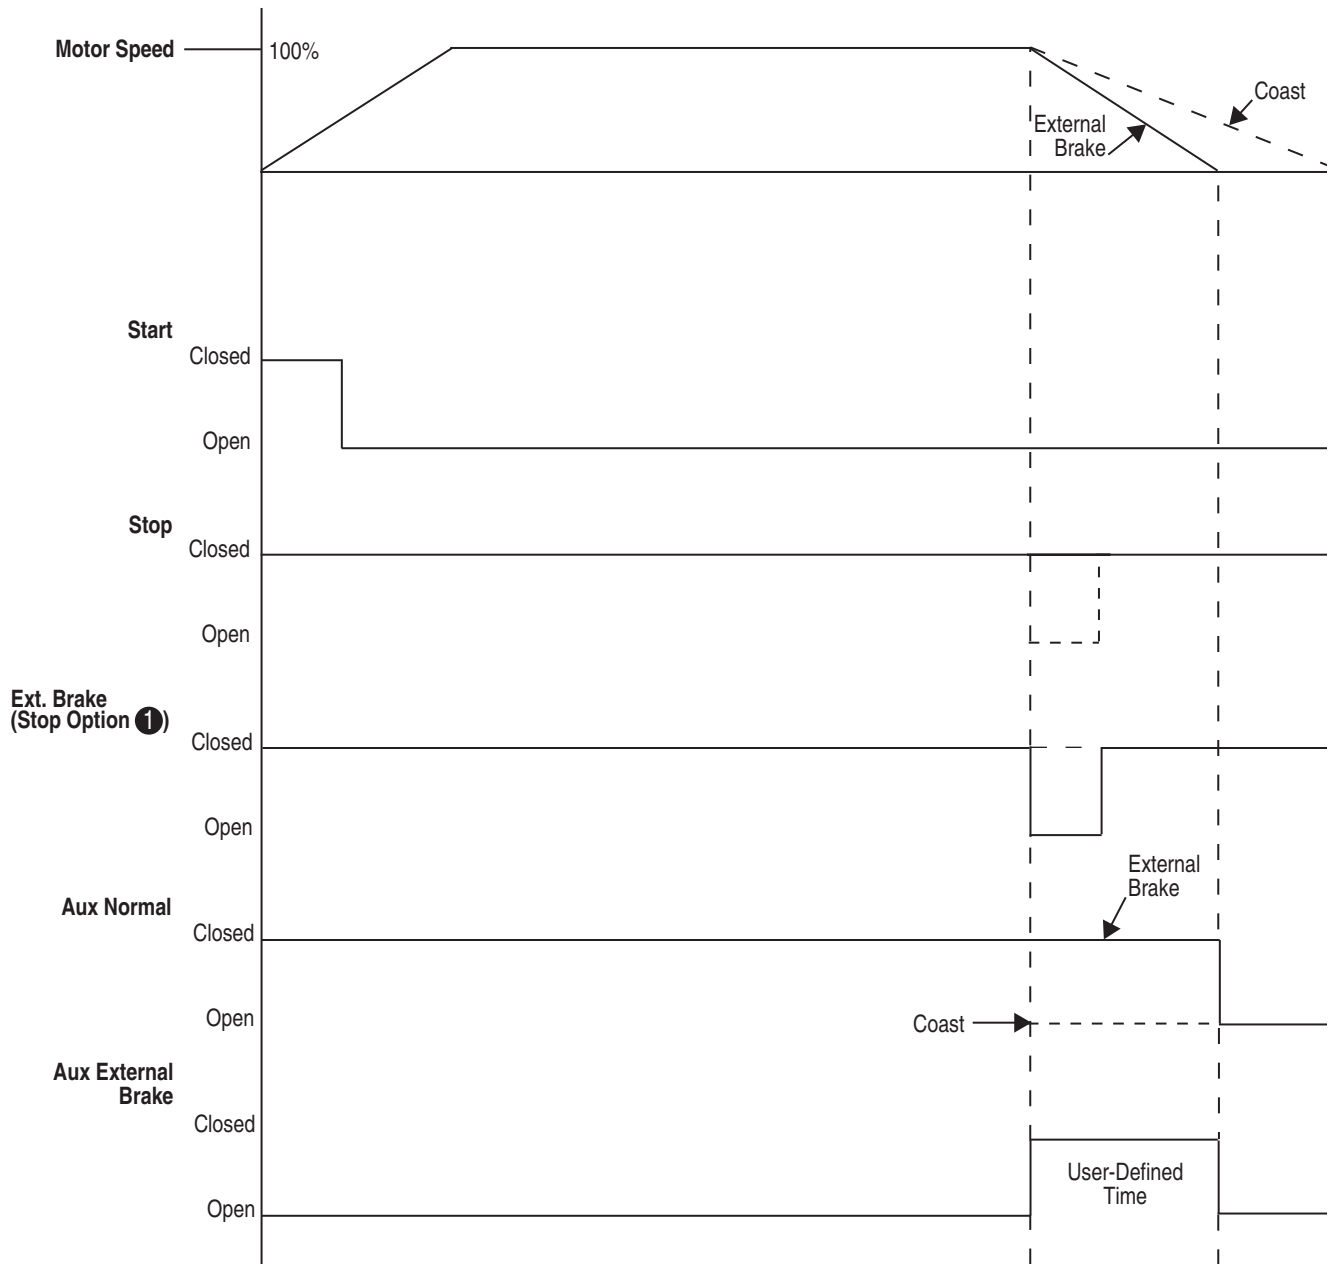 Motor Speed
100%
Coast
External
Brake
Start
Closed
Open
Stop
Closed
Open
Ext. Brake
(Stop Option ❶)
Closed
Open
External
Brake
Aux Normal
Closed
Open
Coast
Aux External
Brake
Closed
User-Defined
Time
Open